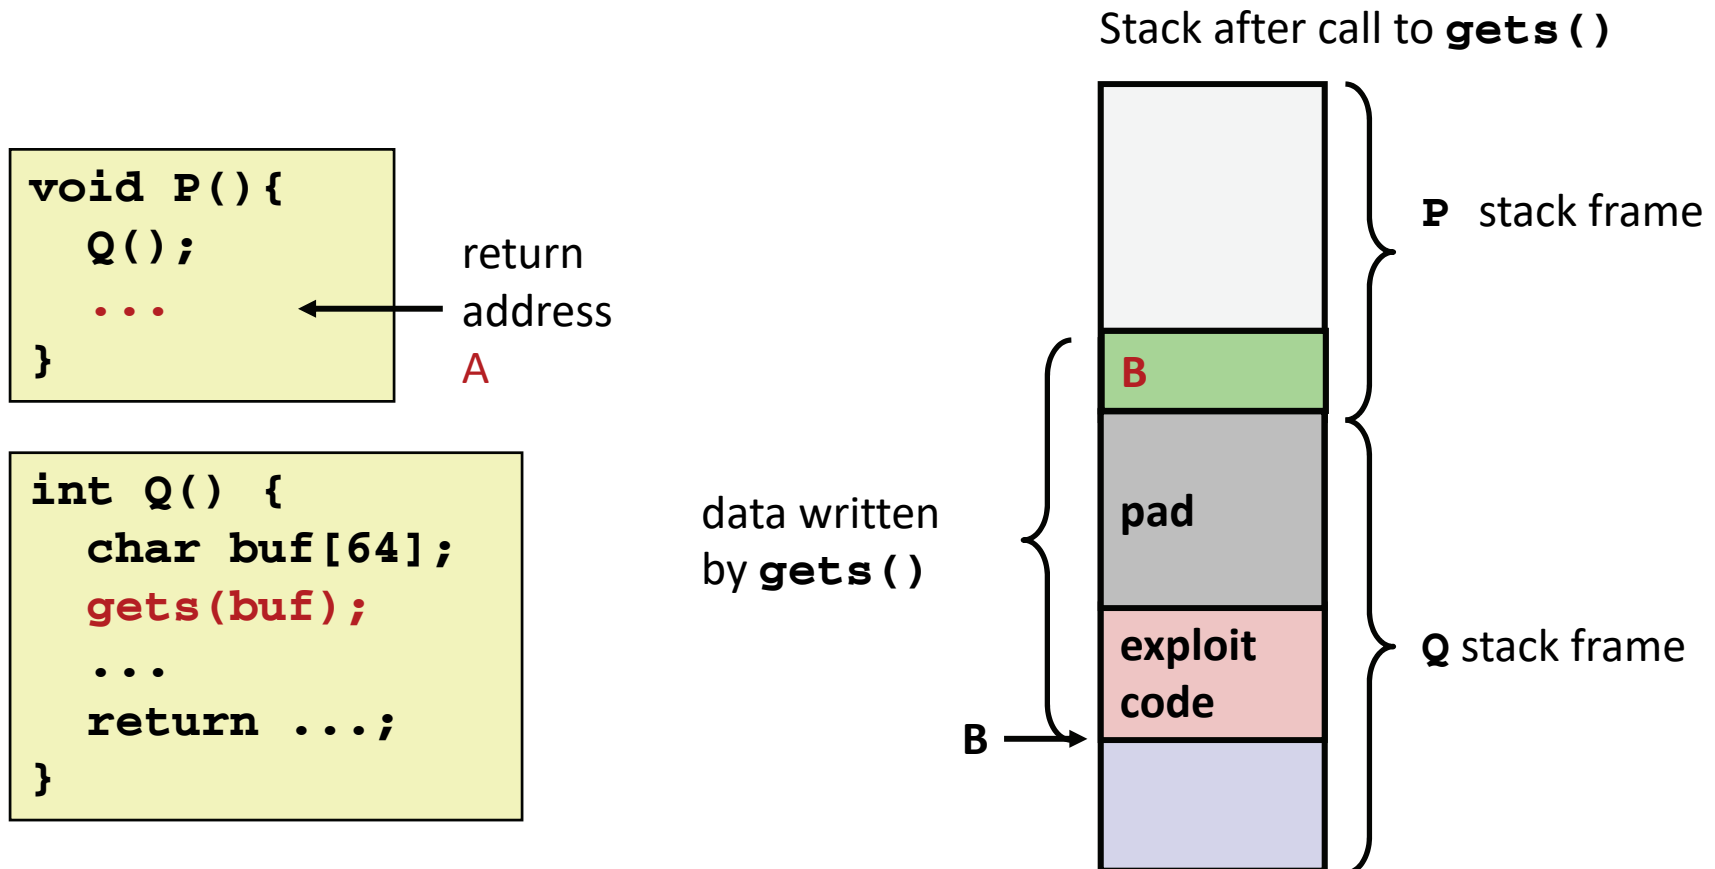 Stack after call to gets()
void P(){
  Q();
  ...
}
return
address
A
int Q() {
  char buf[64];
  gets(buf);
  ...
  return ...;
}
P stack frame
B
data written
by gets()
pad
exploit
code
Q stack frame
B